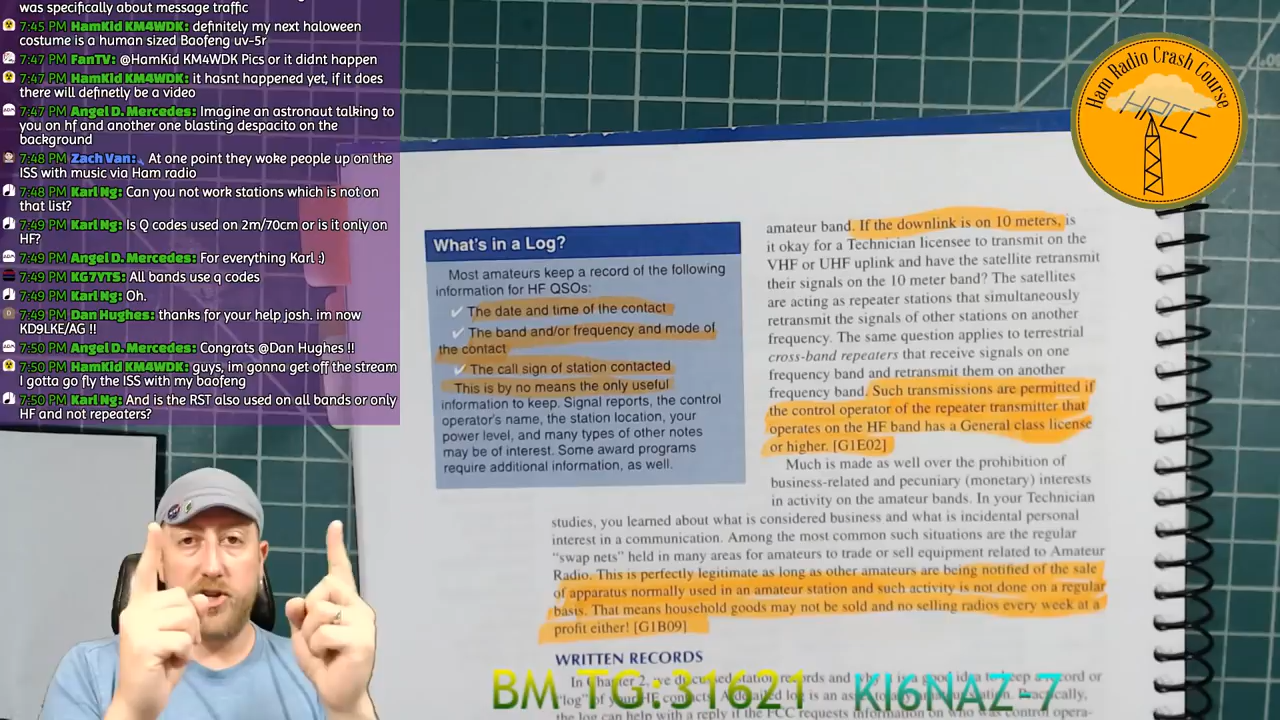 was specifically about message traffic
7:45 PM HamKid KM4WDK: definitely my next haloween
costume is a human sized Baofeng uv-5r
7:47 PM FanTV: @HamKid KM4WDK Pics or it didnt happen
7:47 PM HamKid KM4WDK: it hasnt happened yet, if it does
there will definetly be a video
7:47 PM Angel D. Mercedes: Imagine an astronaut talking to
you on hf and another one blasting despacito on the
background
7:48 PM Zach Van: At one point they woke people up on the
ISS with music via Ham radio
7:48 PM Karl Ng: Can you not work stations which is not on
that list?
7:49 PM Karl Ng: Is Q codes used on 2m/70cm or is it only on
HF?
7:49 PM Angel D. Mercedes: For everything Karl :)
7:49 PM KG7YTS: All bands use q codes
7:49 PM Karl Ng: Oh.
7:49 PM Dan Hughes: thanks for your help josh. im now
KD9LKE/AG !!
7:50 PM Angel D. Mercedes: Congrats @Dan Hughes !!
7:50 PM HamKid KM4WDK: guys, im gonna get off the stream
I gotta go fly the ISS with my baofeng
7:50 PM Karl Ng: And is the RST also used on all bands or only
HF and not repeaters?
Ham Radio Crash Course
HRCC
What's in a Log?
Most amateurs keep a record of the following
information for HF QSOs:
✓ The date and time of the contact
✓ The band and/or frequency and mode of
the contact
✓ The call sign of station contacted
This is by no means the only useful
information to keep. Signal reports, the control
operator's name, the station location, your
power level, and many types of other notes
may be of interest. Some award programs
require additional information, as well.
amateur band. If the downlink is on 10 meters, is
it okay for a Technician licensee to transmit on the
VHF or UHF uplink and have the satellite retransmit
their signals on the 10 meter band? The satellites
are acting as repeater stations that simultaneously
retransmit the signals of other stations on another
frequency. The same question applies to terrestrial
cross-band repeaters that receive signals on one
frequency band and retransmit them on another
frequency band. Such transmissions are permitted if
the control operator of the repeater transmitter that
operates on the HF band has a General class license
or higher. [G1E02]
Much is made as well over the prohibition of
business-related and pecuniary (monetary) interests
in activity on the amateur bands. In your Technician
studies, you learned about what is considered business and what is incidental personal
interest in a communication. Among the most common such situations are the regular
“swap nets” held in many areas for amateurs to trade or sell equipment related to Amateur
Radio. This is perfectly legitimate as long as other amateurs are being notified of the sale
of apparatus normally used in an amateur station and such activity is not done on a regular
basis. That means household goods may not be sold and no selling radios every week at a
profit either! [G1B09]
WRITTEN RECORDS
In Chapter 2, we discussed station records and
BM TG:31621 KI6NAZ-7